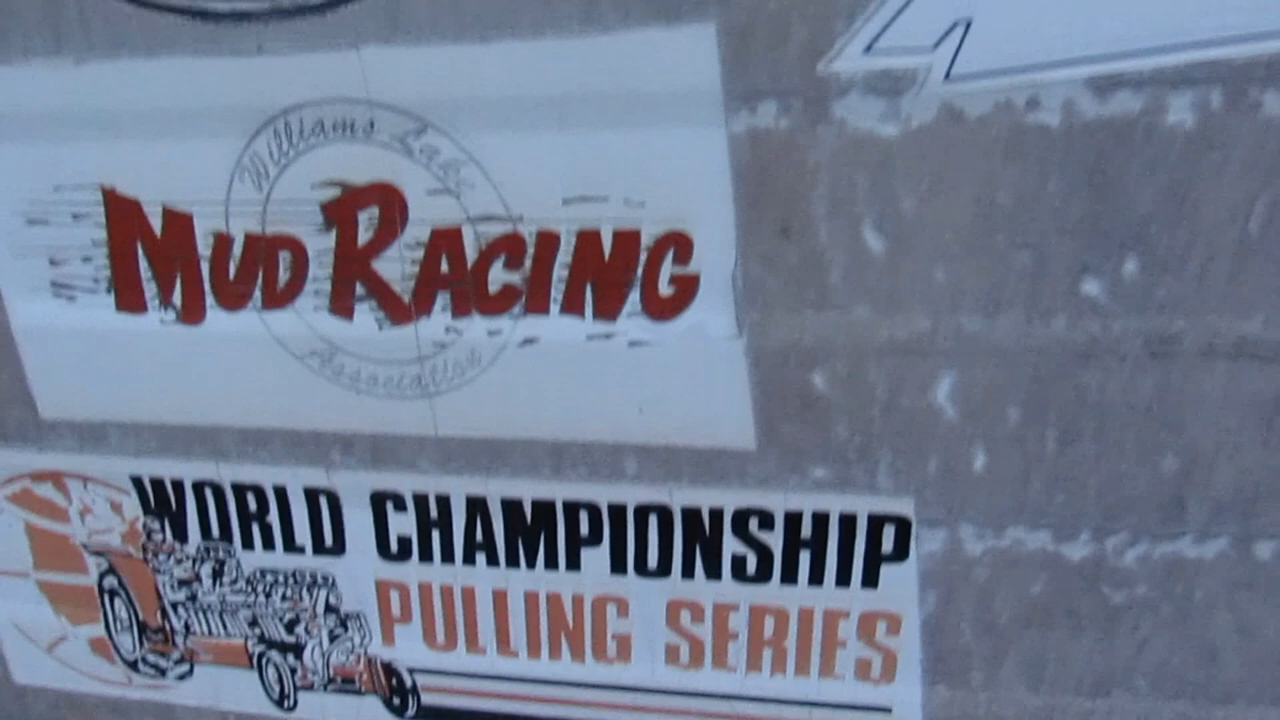 Williams Lake
MUD RACING
Association
WORLD CHAMPIONSHIP
PULLING SERIES